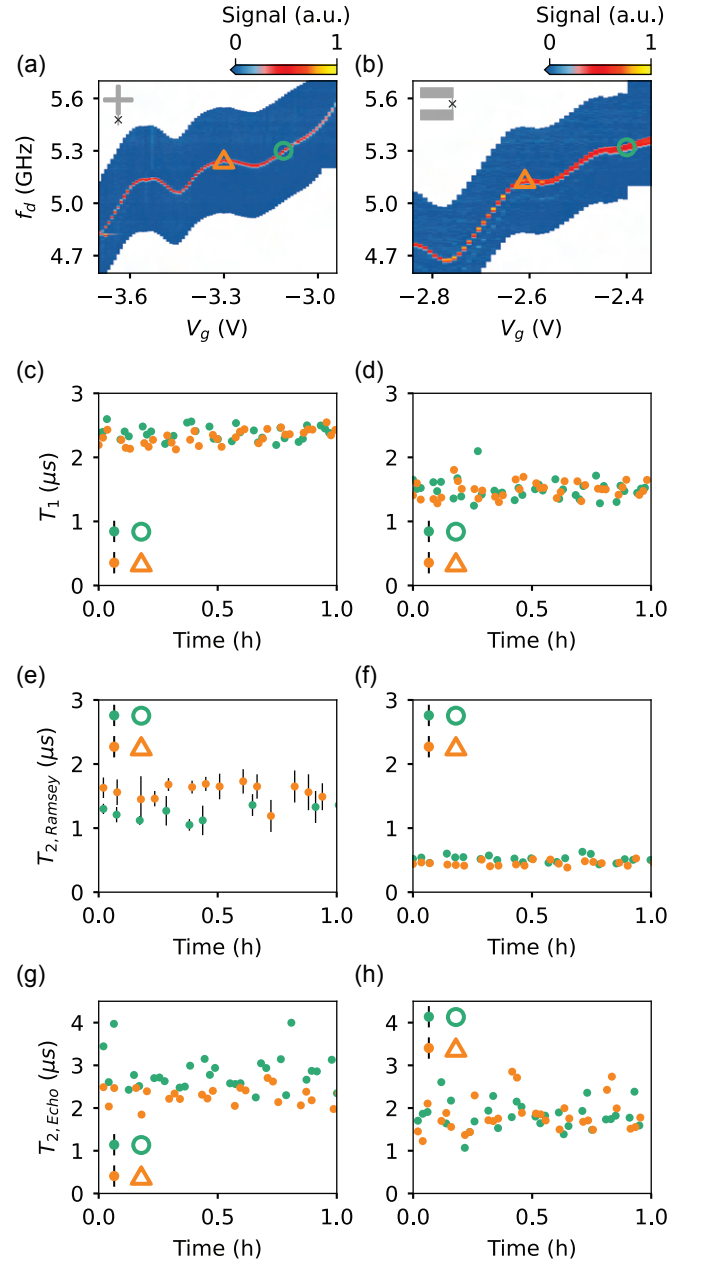 Signal (a.u.)
0 1
Signal (a.u.)
0 1
(a)
(b)
f_d (GHz)
5.6
5.3
5.0
4.7
−3.6 −3.3 −3.0
V_g (V)
5.6
5.3
5.0
4.7
−2.8 −2.6 −2.4
V_g (V)
(c)
(d)
T_1 (μs)
3
2
1
0
0.0 0.5 1.0
Time (h)
3
2
1
0
0.0 0.5 1.0
Time (h)
(e)
(f)
T_{2,Ramsey} (μs)
3
2
1
0
0.0 0.5 1.0
Time (h)
3
2
1
0
0.0 0.5 1.0
Time (h)
(g)
(h)
T_{2,Echo} (μs)
4
3
2
1
0
0.0 0.5 1.0
Time (h)
4
3
2
1
0
0.0 0.5 1.0
Time (h)